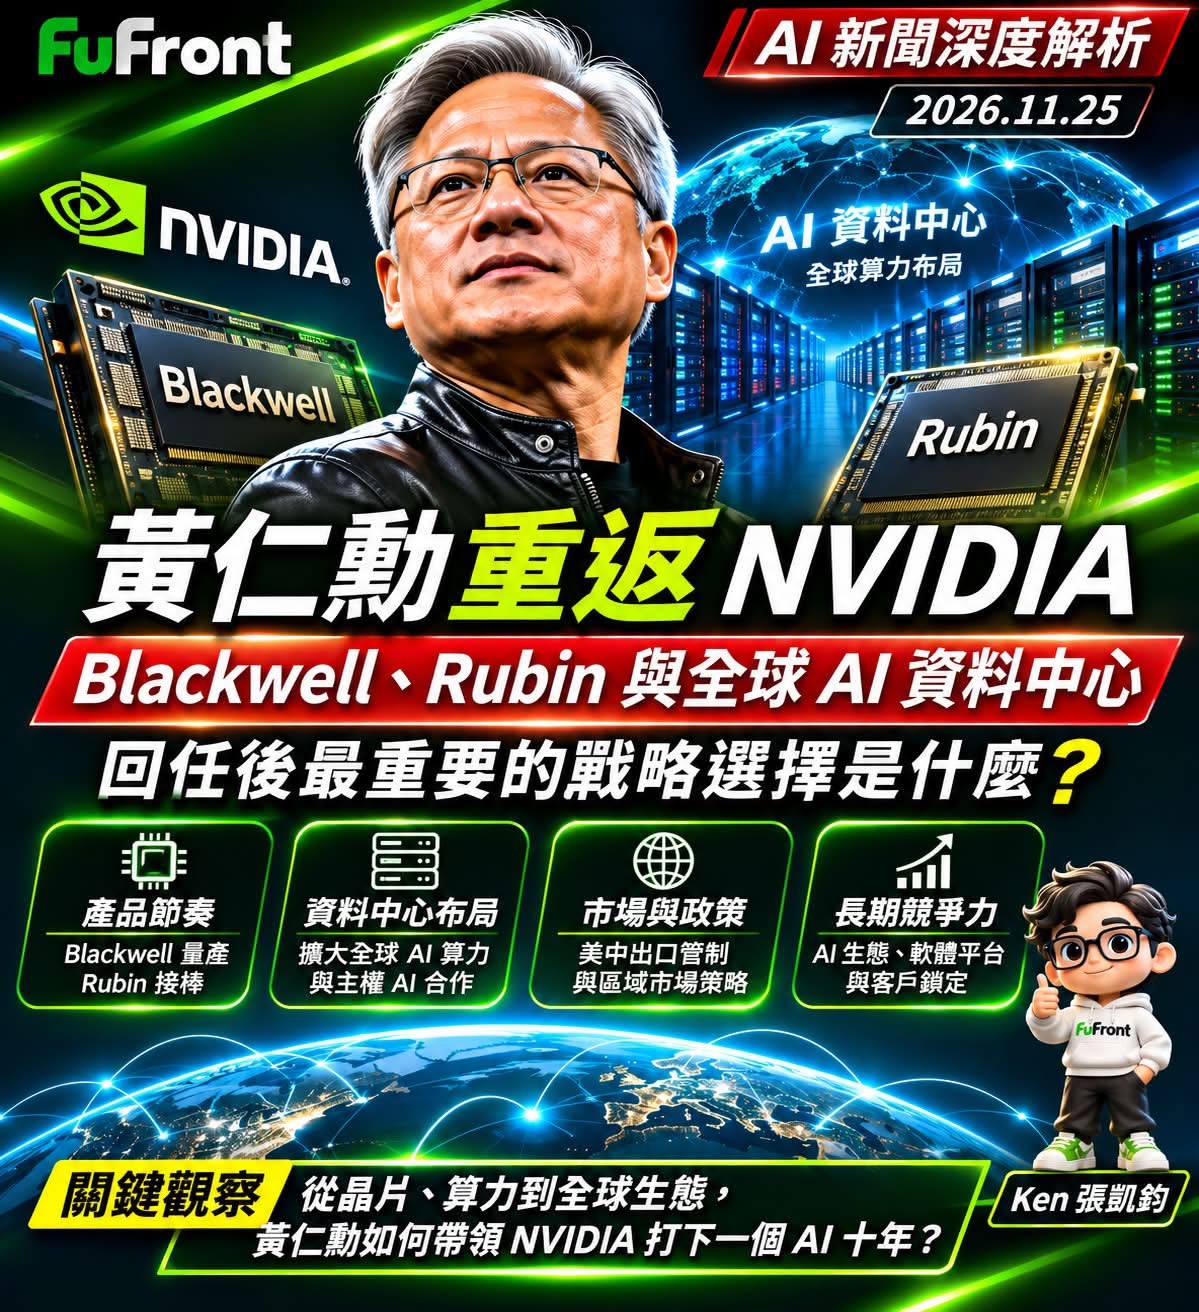 FuFront
AI 新聞深度解析
2026.11.25
NVIDIA®
AI 資料中心
全球算力布局
Blackwell
Rubin
黃仁勳重返 NVIDIA
Blackwell、Rubin 與全球 AI 資料中心
回任後最重要的戰略選擇是什麼？
產品節奏
Blackwell 量產
Rubin 接棒
資料中心布局
擴大全球 AI 算力
與主權 AI 合作
市場與政策
美中出口管制
與區域市場策略
長期競爭力
AI 生態、軟體平台
與客戶鎖定
FuFront
關鍵觀察
從晶片、算力到全球生態，
黃仁勳如何帶領 NVIDIA 打下一個 AI 十年？
Ken 張凱鈞